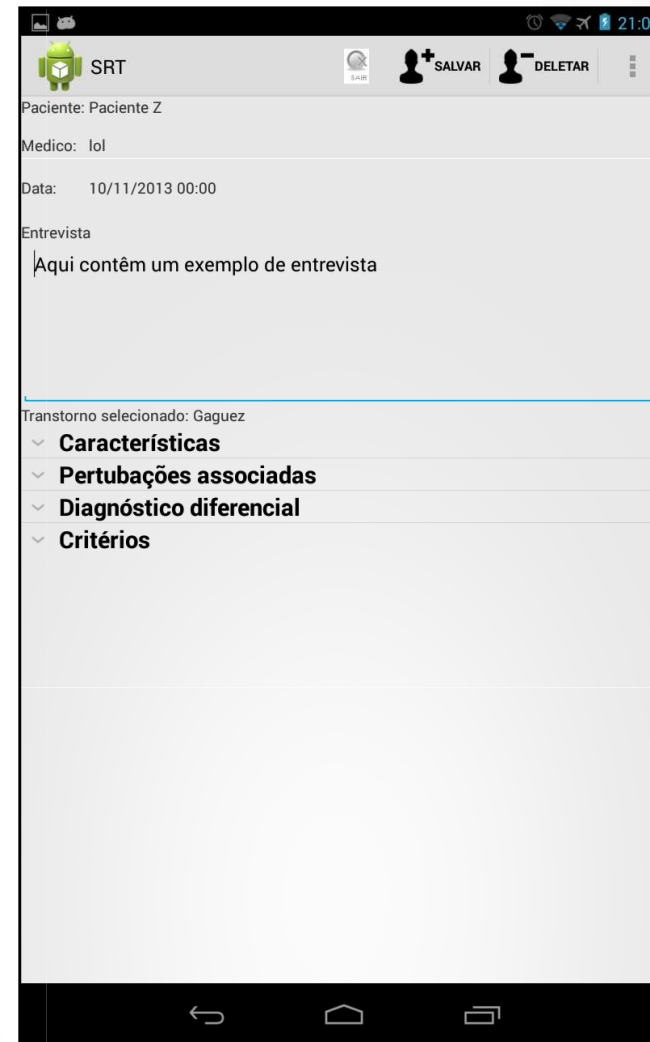 21:0
SRT SAIR SALVAR DELETAR
Paciente: Paciente Z
Medico: lol
Data: 10/11/2013 00:00
Entrevista
Aqui contêm um exemplo de entrevista
Transtorno selecionado: Gaguez
Características
Pertubações associadas
Diagnóstico diferencial
Critérios